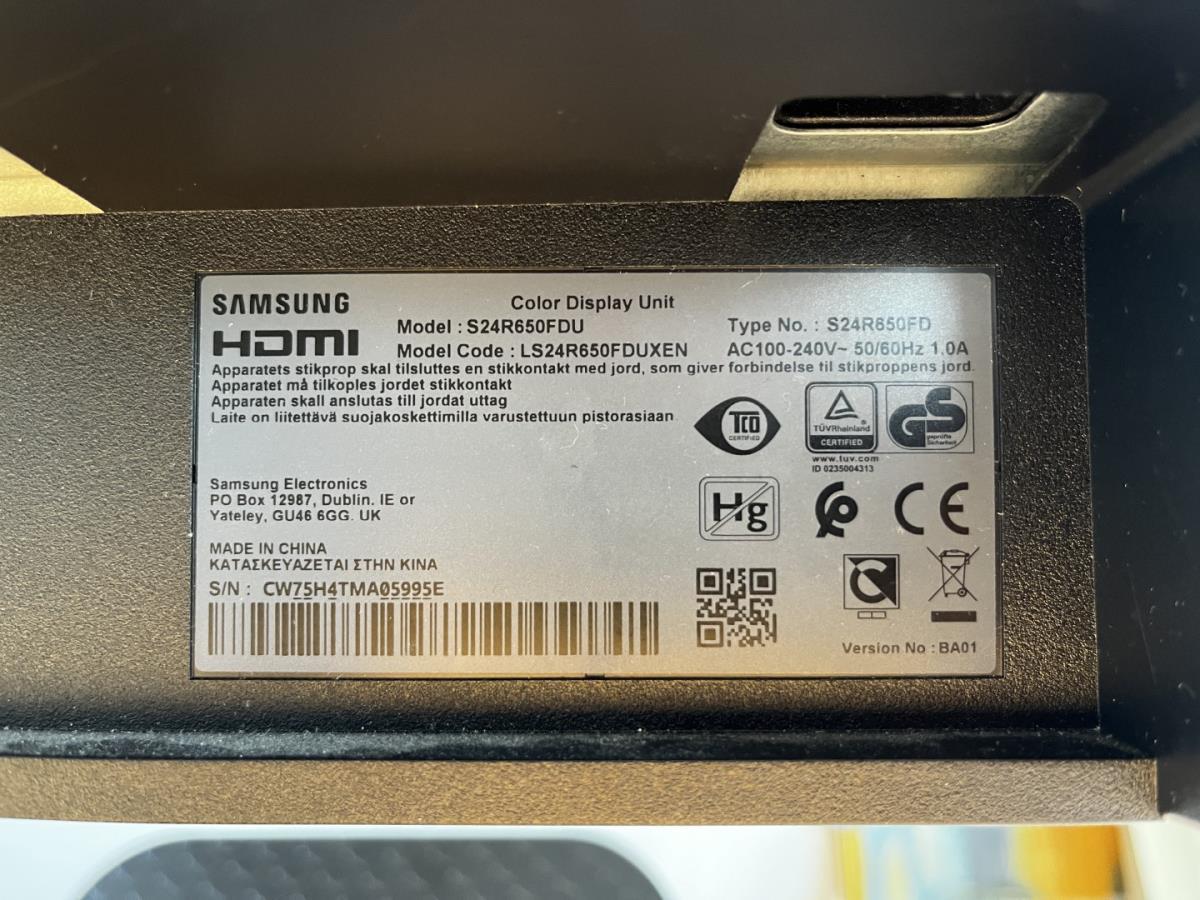 SAMSUNG
Color Display Unit
HDMI
Model : S24R650FDU
Type No. : S24R650FD
Model Code : LS24R650FDUXEN
AC100-240V~ 50/60Hz 1.0A
Apparatets stikprop skal tilsluttes en stikkontakt med jord, som giver forbindelse til stikproppens jord.
Apparatet må tilkoples jordet stikkontakt
Apparaten skall anslutas till jordat uttag
Laite on liitettävä suojakoskettimilla varustettuun pistorasiaan
TCO
CERTIFIED
TÜVRheinland®
CERTIFIED
www.tuv.com
ID 0235004313
GS
geprüfte
Sicherheit
Samsung Electronics
PO Box 12987, Dublin. IE or
Yateley, GU46 6GG. UK
Hg
CE
MADE IN CHINA
ΚΑΤΑΣΚΕΥΑΖΕΤΑΙ ΣΤΗΝ ΚΙΝΑ
S/N : CW75H4TMA05995E
Version No : BA01